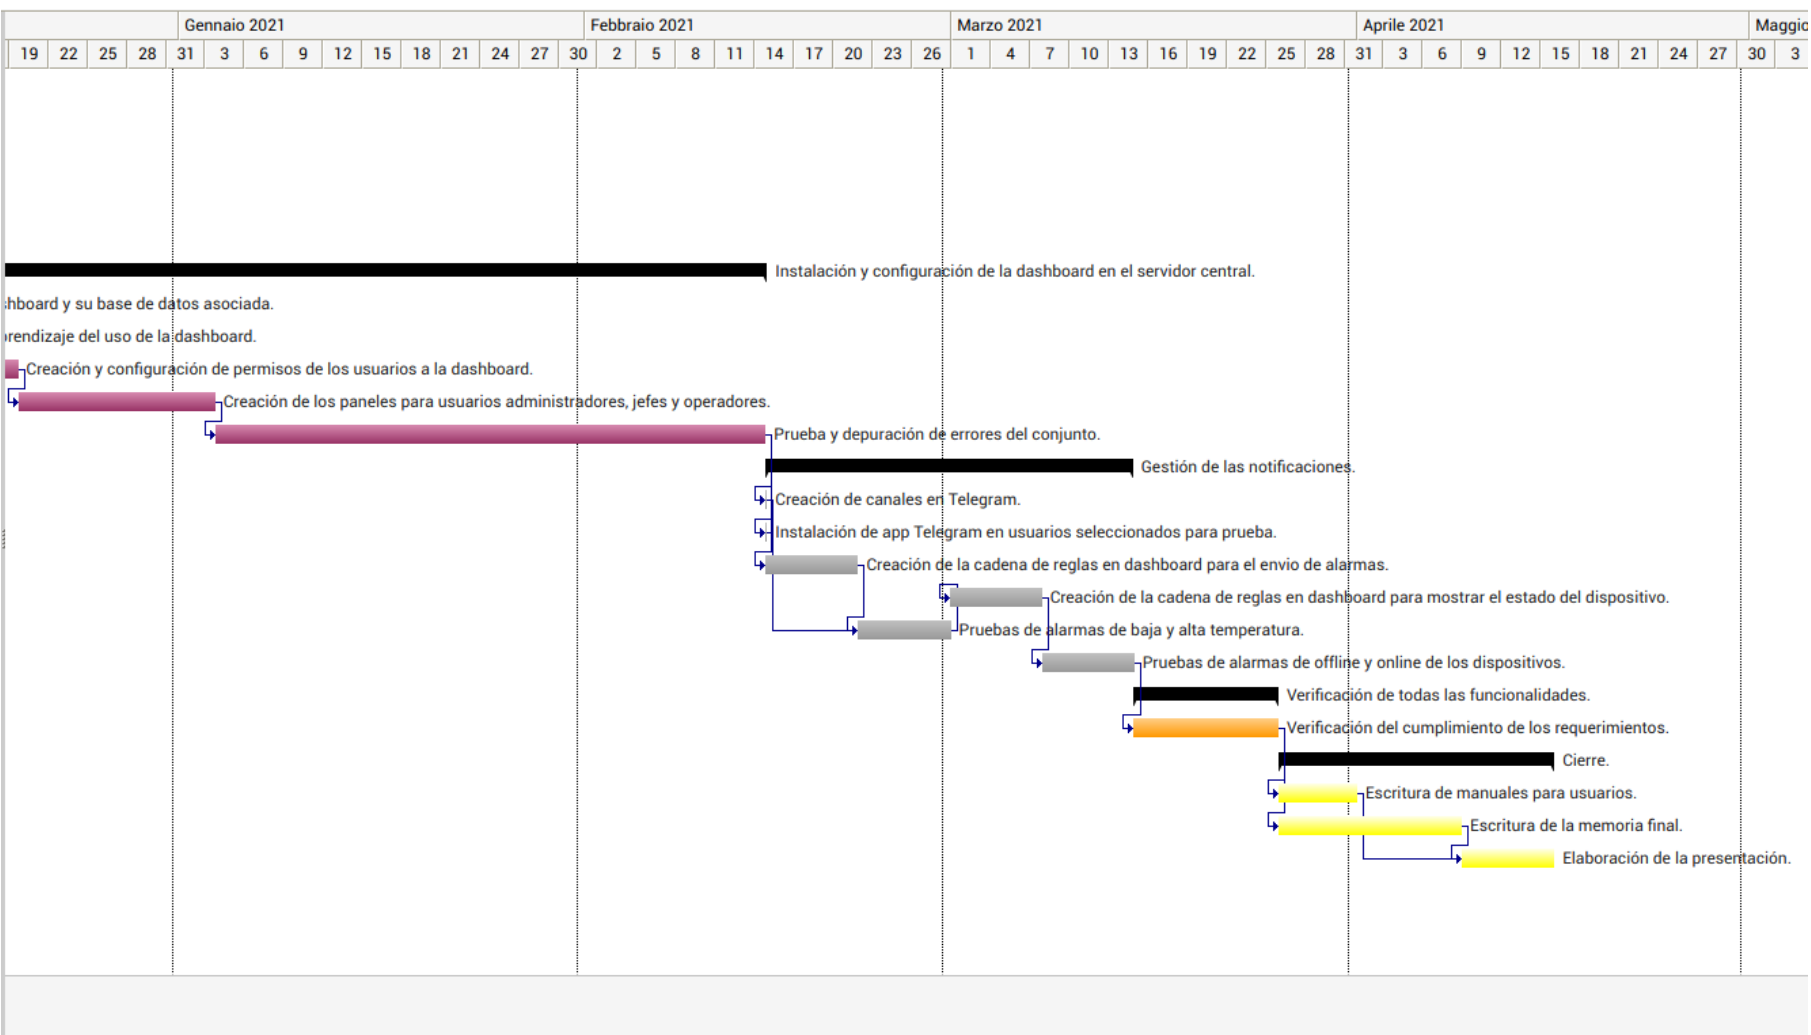 Gennaio 2021 Febbraio 2021 Marzo 2021 Aprile 2021 Maggio
19 22 25 28 31 3 6 9 12 15 18 21 24 27 30 2 5 8 11 14 17 20 23 26 1 4 7 10 13 16 19 22 25 28 31 3 6 9 12 15 18 21 24 27 30 3
Instalación y configuración de la dashboard en el servidor central.
shboard y su base de datos asociada.
prendizaje del uso de la dashboard.
Creación y configuración de permisos de los usuarios a la dashboard.
Creación de los paneles para usuarios administradores, jefes y operadores.
Prueba y depuración de errores del conjunto.
Gestión de las notificaciones.
Creación de canales en Telegram.
Instalación de app Telegram en usuarios seleccionados para prueba.
Creación de la cadena de reglas en dashboard para el envio de alarmas.
Creación de la cadena de reglas en dashboard para mostrar el estado del dispositivo.
Pruebas de alarmas de baja y alta temperatura.
Pruebas de alarmas de offline y online de los dispositivos.
Verificación de todas las funcionalidades.
Verificación del cumplimiento de los requerimientos.
Cierre.
Escritura de manuales para usuarios.
Escritura de la memoria final.
Elaboración de la presentación.